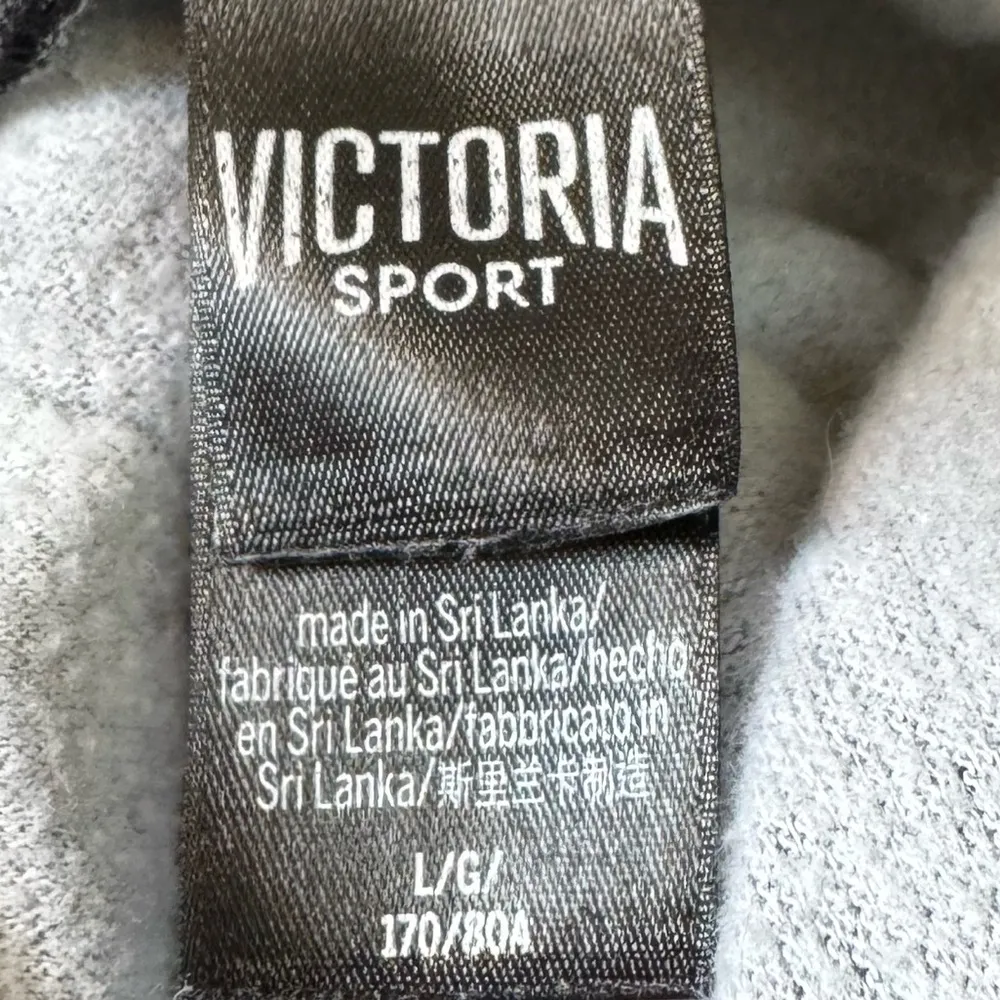 VICTORIA
SPORT
made in Sri Lanka/
fabriqué au Sri Lanka/hecho
en Sri Lanka/fabbricato in
Sri Lanka/斯里兰卡制造
L/G/
170/80A